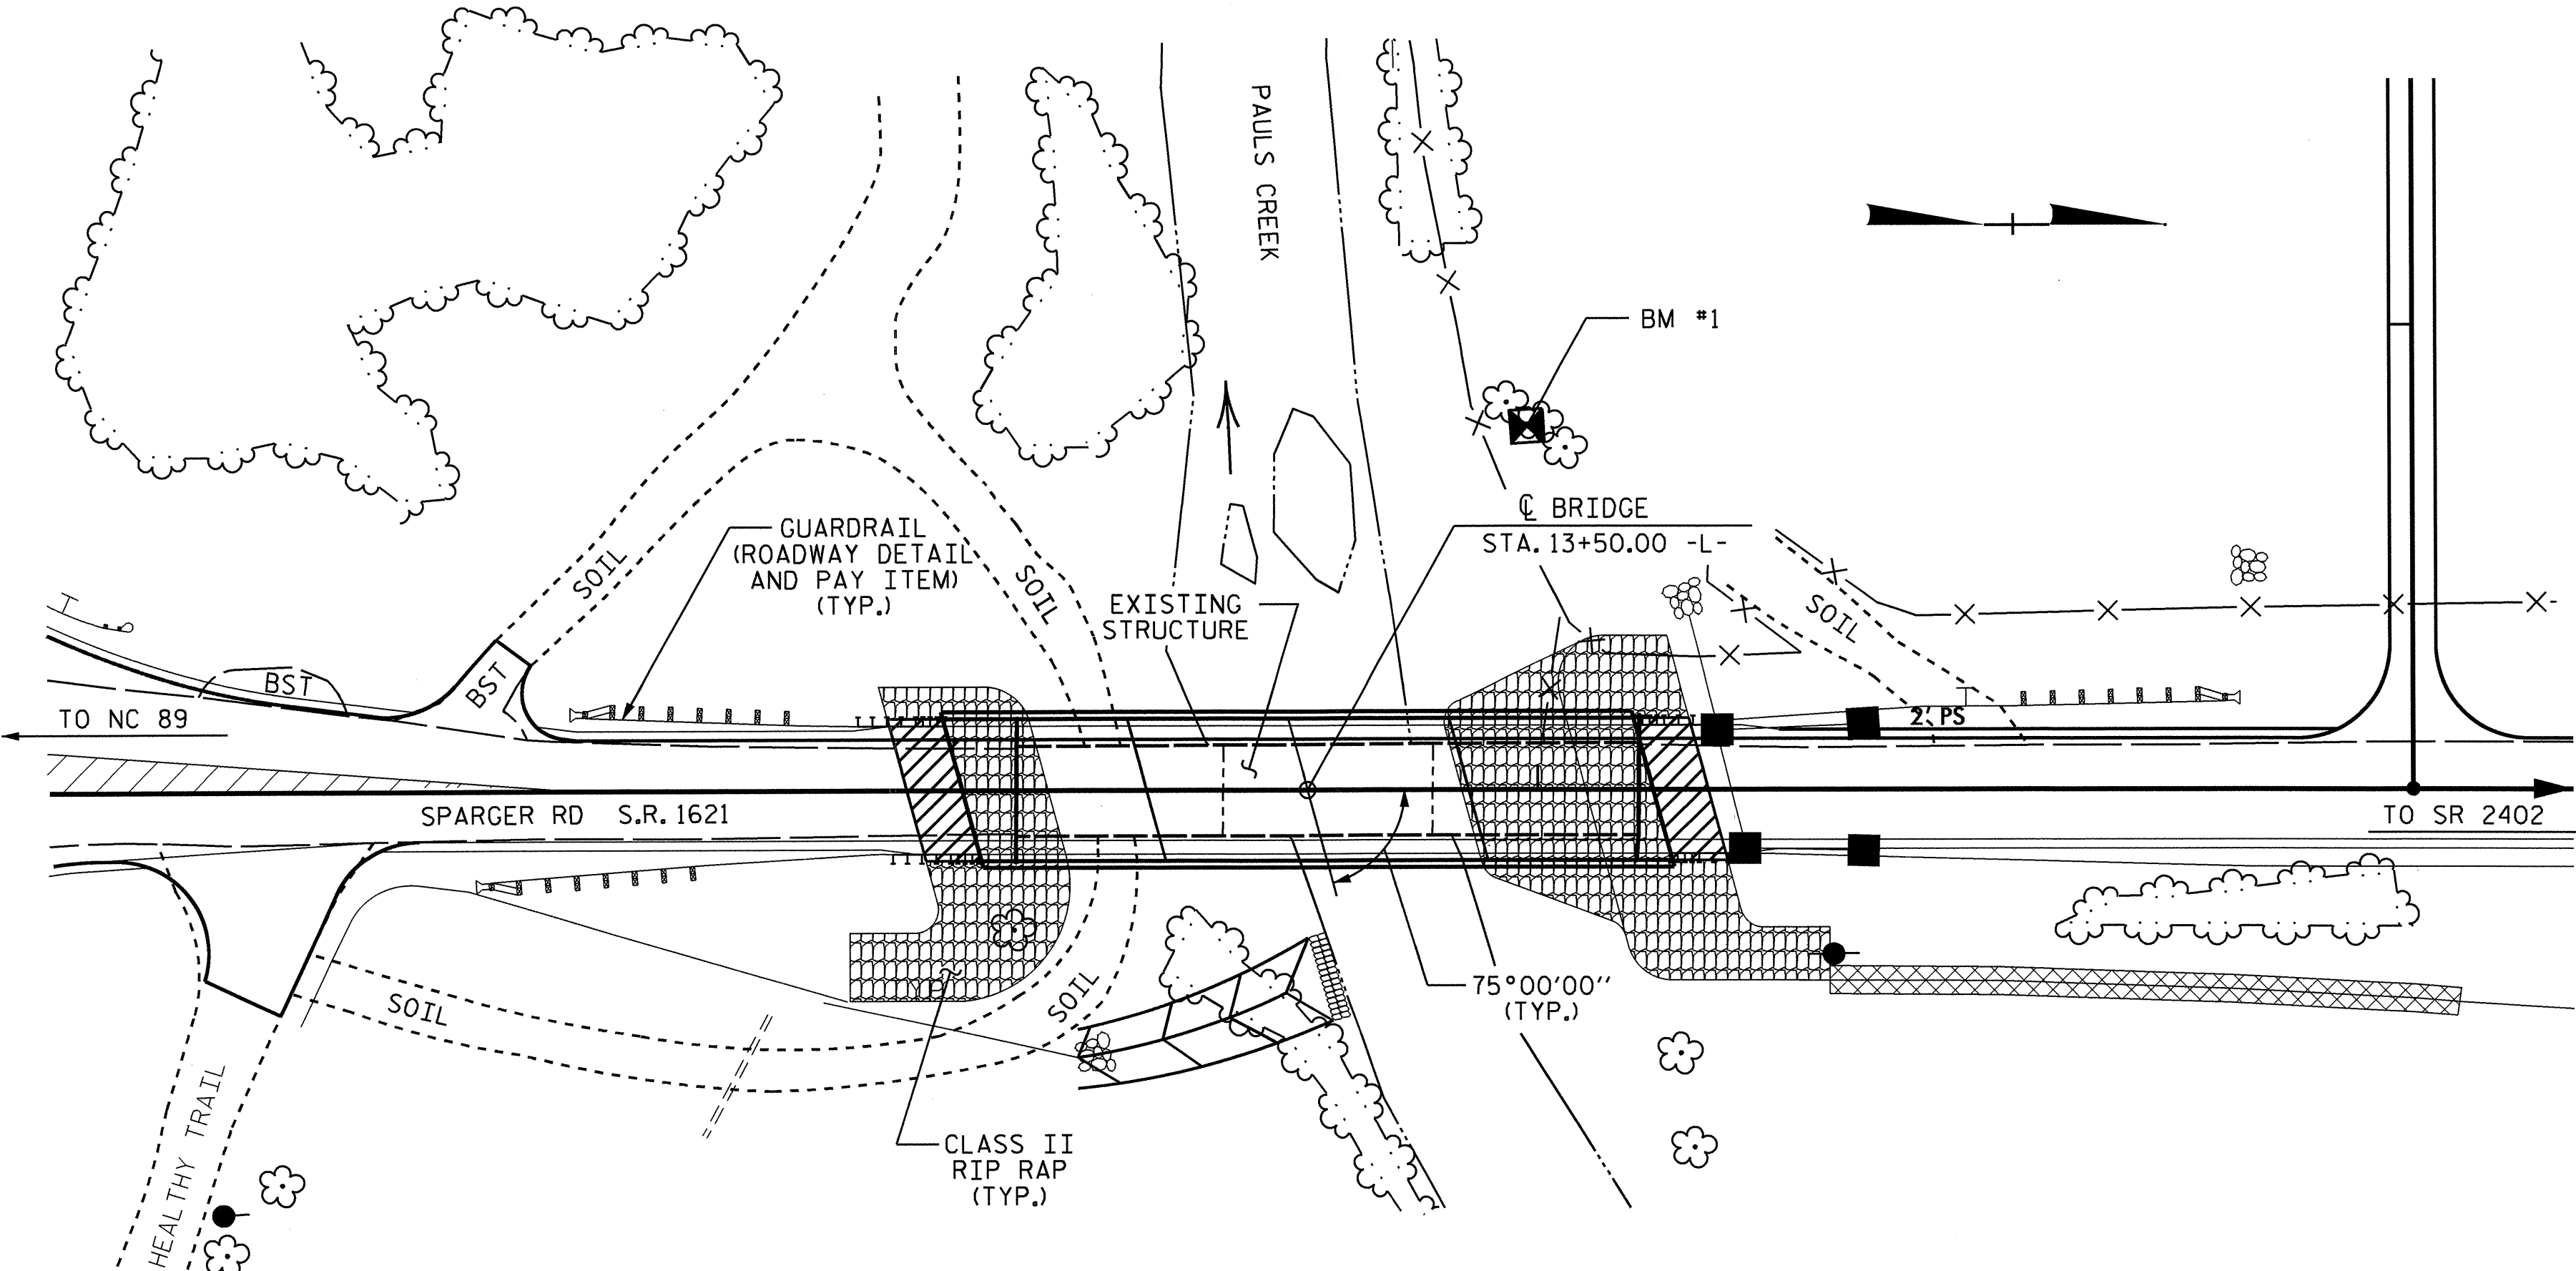 PAULS CREEK
BM #1
℄ BRIDGE
STA. 13+50.00 -L-
GUARDRAIL
(ROADWAY DETAIL
AND PAY ITEM)
(TYP.)
SOIL
SOIL
EXISTING
STRUCTURE
SOIL
BST
BST
TO NC 89
2' PS
SPARGER RD S.R. 1621
TO SR 2402
75°00'00"
(TYP.)
SOIL
SOIL
CLASS II
RIP RAP
(TYP.)
HEALTHY TRAIL